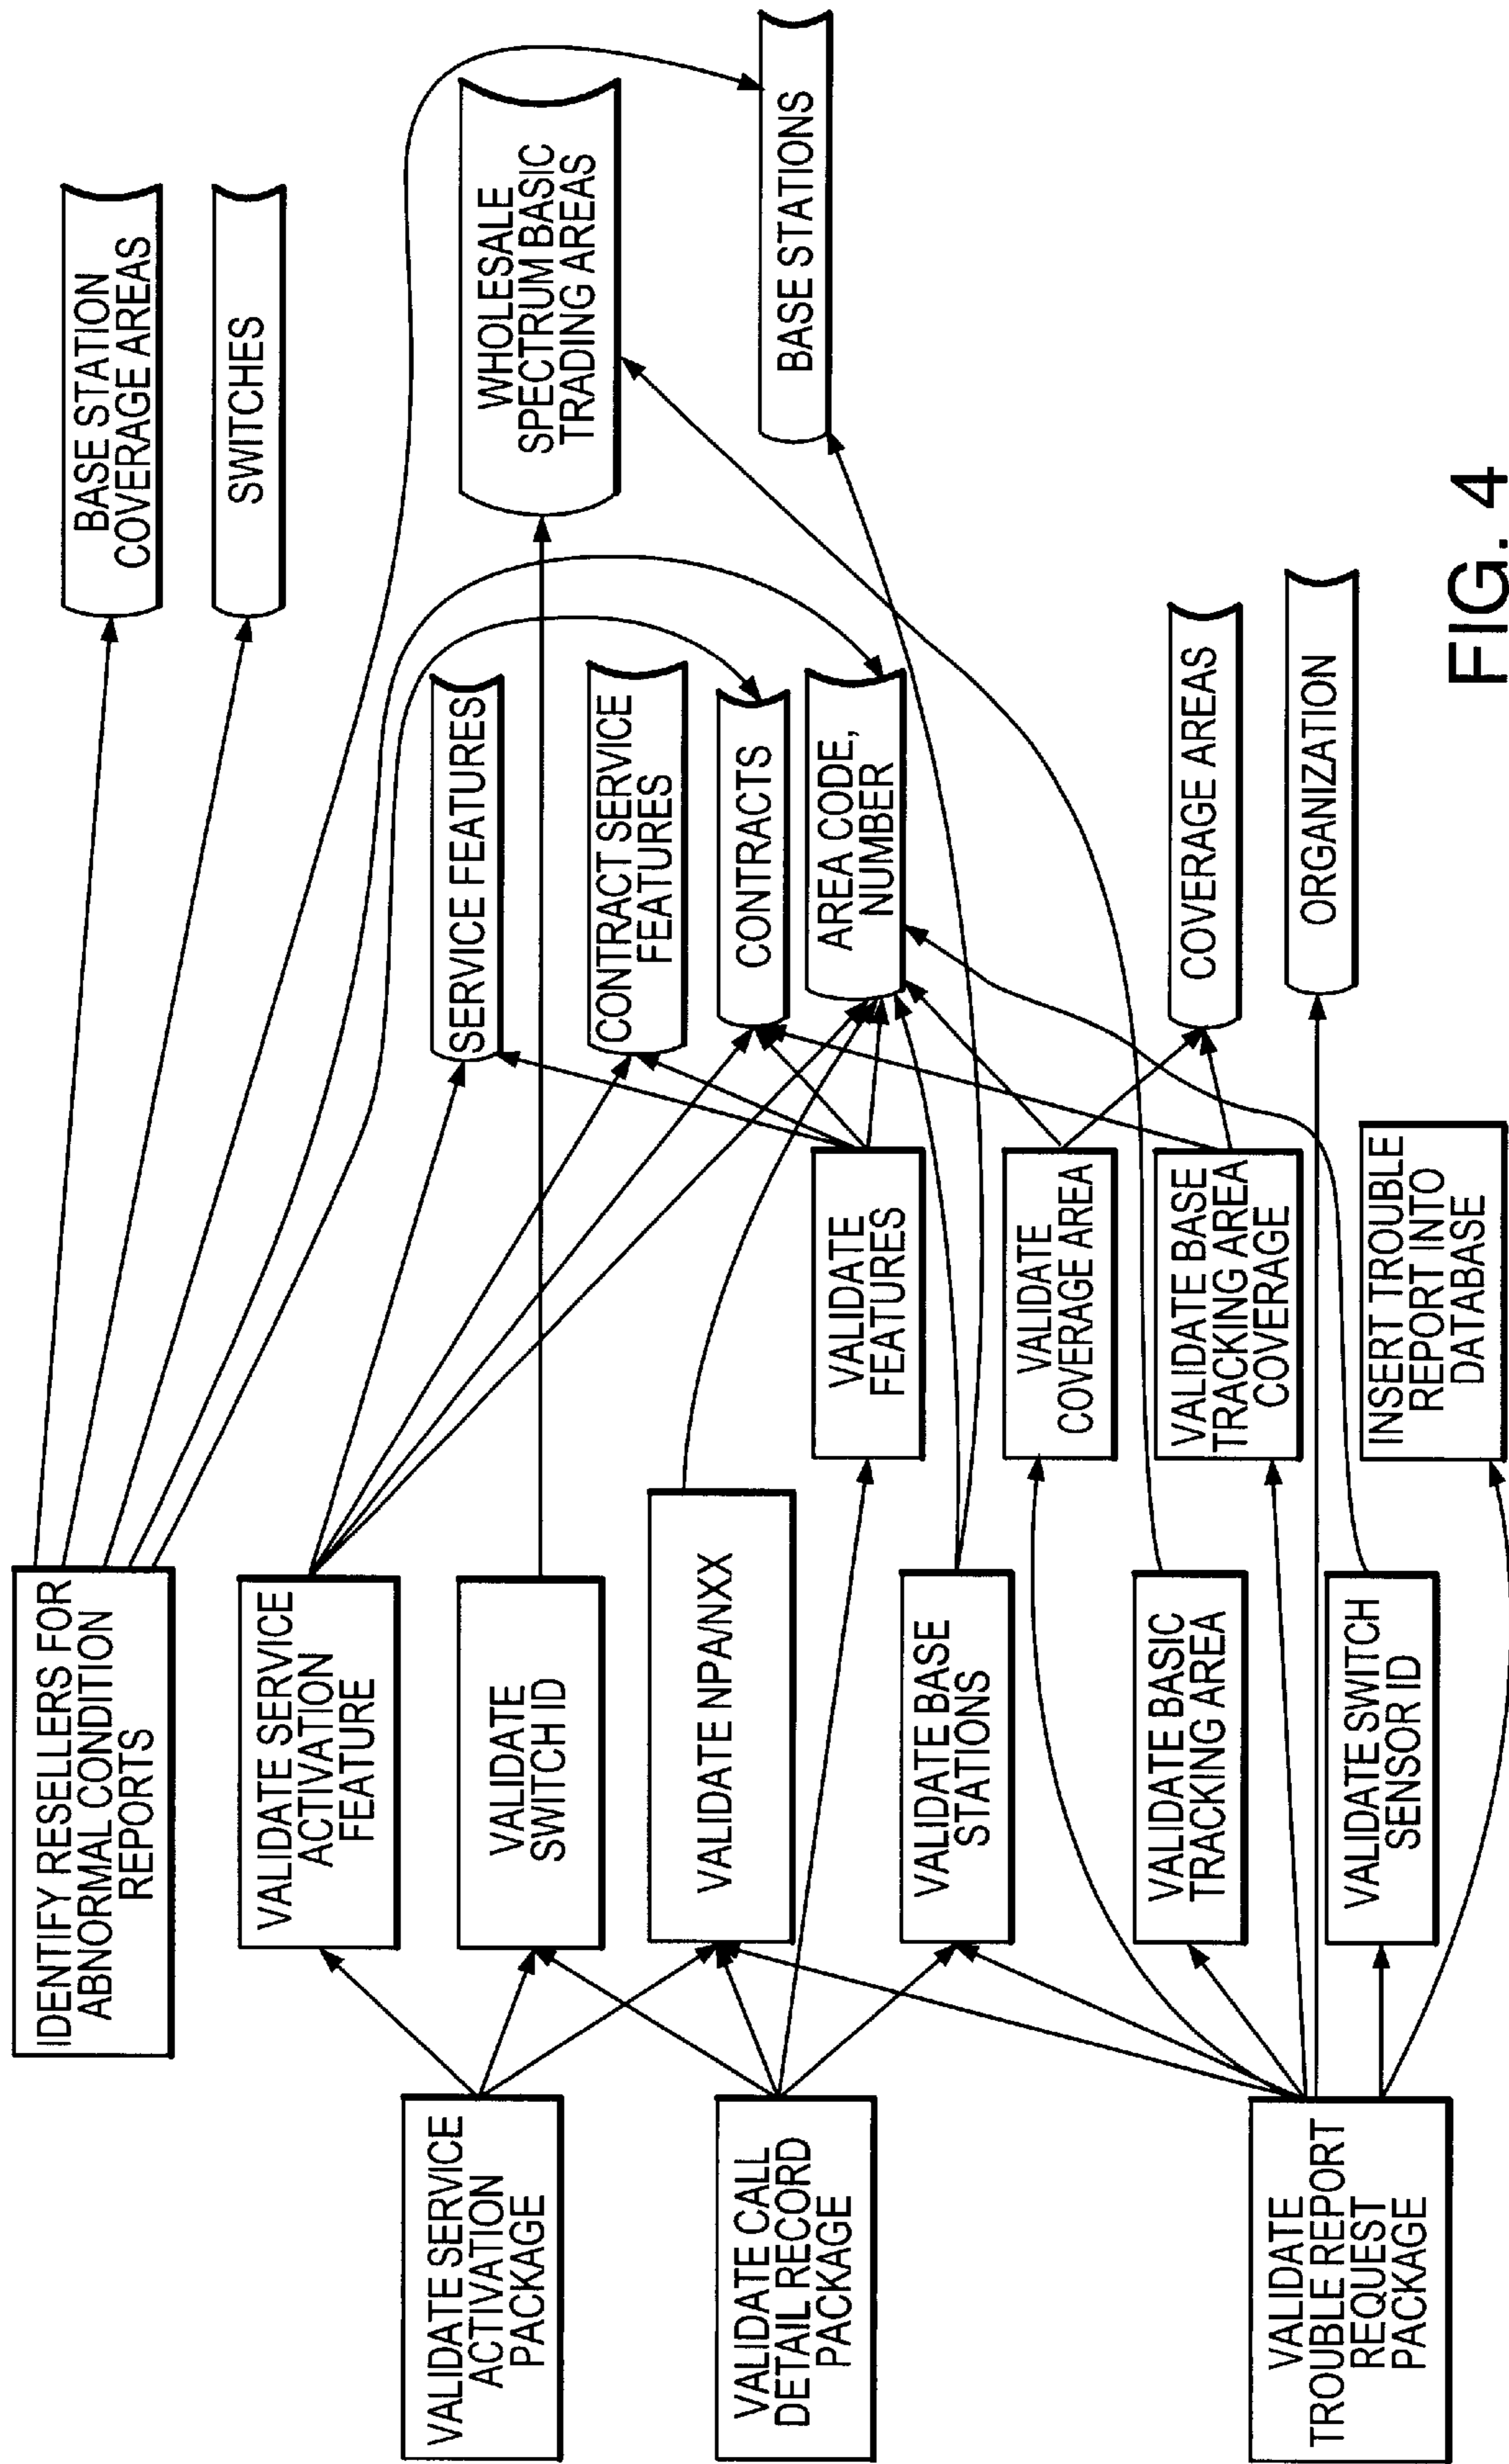 IDENTIFY RESELLERS FOR
ABNORMAL CONDITION
REPORTS
VALIDATE SERVICE
ACTIVATION
FEATURE
VALIDATE
SWITCH ID
VALIDATE NPA/NXX
VALIDATE BASE
STATIONS
VALIDATE BASIC
TRACKING AREA
VALIDATE SWITCH
SENSOR ID
VALIDATE SERVICE
ACTIVATION
PACKAGE
VALIDATE CALL
DETAIL RECORD
PACKAGE
VALIDATE
TROUBLE REPORT
REQUEST
PACKAGE
VALIDATE
FEATURES
VALIDATE
COVERAGE AREA
VALIDATE BASE
TRACKING AREA
COVERAGE
INSERT TROUBLE
REPORT INTO
DATABASE
SERVICE FEATURES
CONTRACT SERVICE
FEATURES
CONTRACTS
AREA CODE,
NUMBER
COVERAGE AREAS
ORGANIZATION
BASE STATION
COVERAGE AREAS
SWITCHES
WHOLESALE
SPECTRUM BASIC
TRADING AREAS
BASE STATIONS
FIG. 4